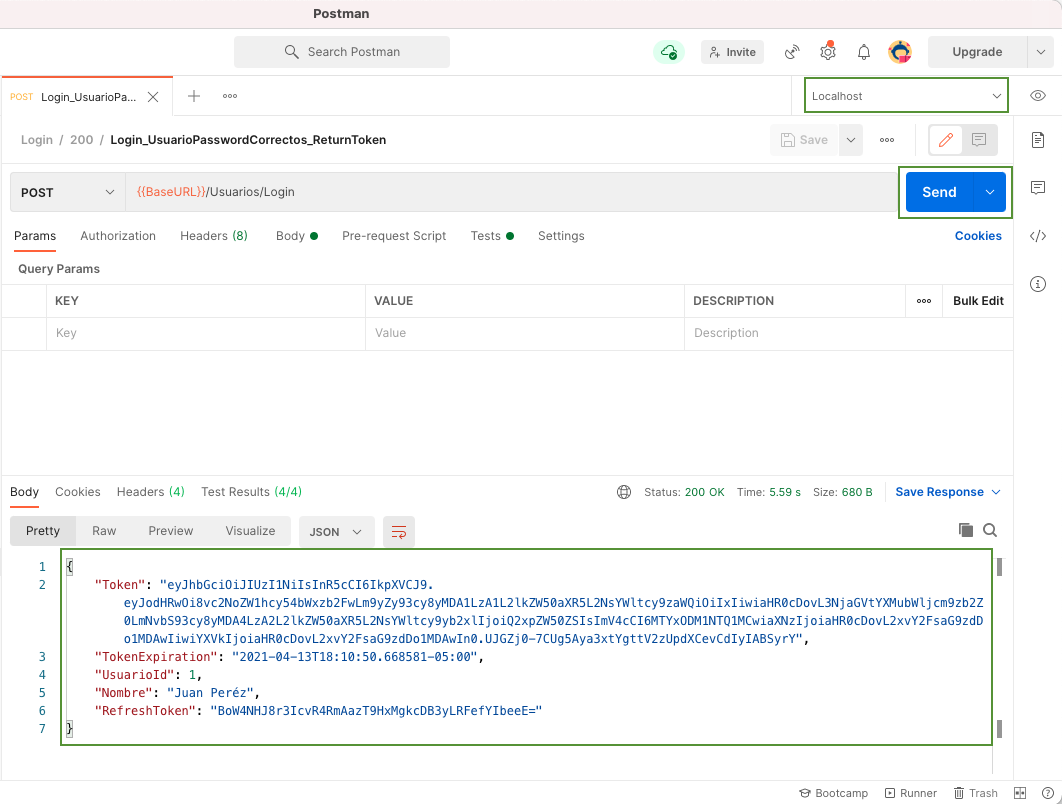 Postman
Search Postman
Invite
Upgrade
POST Login_UsuarioPa...
Localhost
Login / 200 / Login_UsuarioPasswordCorrectos_ReturnToken
Save
POST
{{BaseURL}}/Usuarios/Login
Send
Params Authorization Headers (8) Body Pre-request Script Tests Settings Cookies
Query Params
KEY VALUE DESCRIPTION Bulk Edit
Key Value Description
Body Cookies Headers (4) Test Results (4/4) Status: 200 OK Time: 5.59 s Size: 680 B Save Response
Pretty Raw Preview Visualize JSON
1 {
2 "Token": "eyJhbGciOiJIUzI1NiIsInR5cCI6IkpXVCJ9.
eyJodHRwOi8vc2NoZW1hcy54bWxzb2FwLm9yZy93cy8yMDA1LzA1L2lkZW50aXR5L2NsYWltcy9zaWQiOiIxIiwiaHR0cDovL3NjaGVtYXMubWljcm9zb2Z
0LmNvbS93cy8yMDA4LzA2L2lkZW50aXR5L2NsYWltcy9yb2xlIjoiQ2xpZW50ZSIsImV4cCI6MTYxODM1NTQ1MCwiaXNzIjoiaHR0cDovL2xvY2FsaG9zdDo
o1MDAwIiwiYXVkIjoiaHR0cDovL2xvY2FsaG9zdDo1MDAwIn0.UJGZj0-7CUg5Aya3xtYgttV2zUpdXCevCdIyIABSyrY",
3 "TokenExpiration": "2021-04-13T18:10:50.668581-05:00",
4 "UsuarioId": 1,
5 "Nombre": "Juan Peréz",
6 "RefreshToken": "BoW4NHJ8r3IcvR4RmAazT9HxMgkcDB3yLRFefYIbeeE="
7 }
Bootcamp Runner Trash